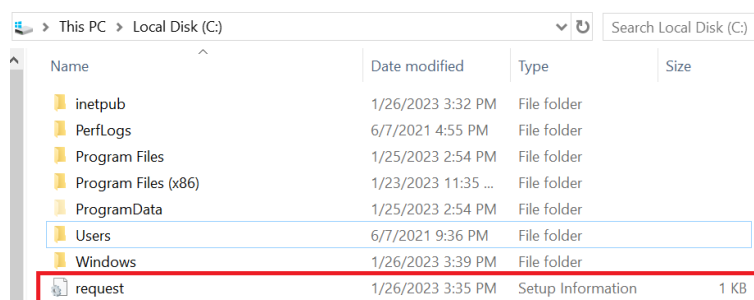 This PC > Local Disk (C:) Search Local Disk (C:)
Name Date modified Type Size
inetpub 1/26/2023 3:32 PM File folder
PerfLogs 6/7/2021 4:55 PM File folder
Program Files 1/25/2023 2:54 PM File folder
Program Files (x86) 1/23/2023 11:35 ... File folder
ProgramData 1/25/2023 2:54 PM File folder
Users 6/7/2021 9:36 PM File folder
Windows 1/26/2023 3:39 PM File folder
request 1/26/2023 3:35 PM Setup Information 1 KB